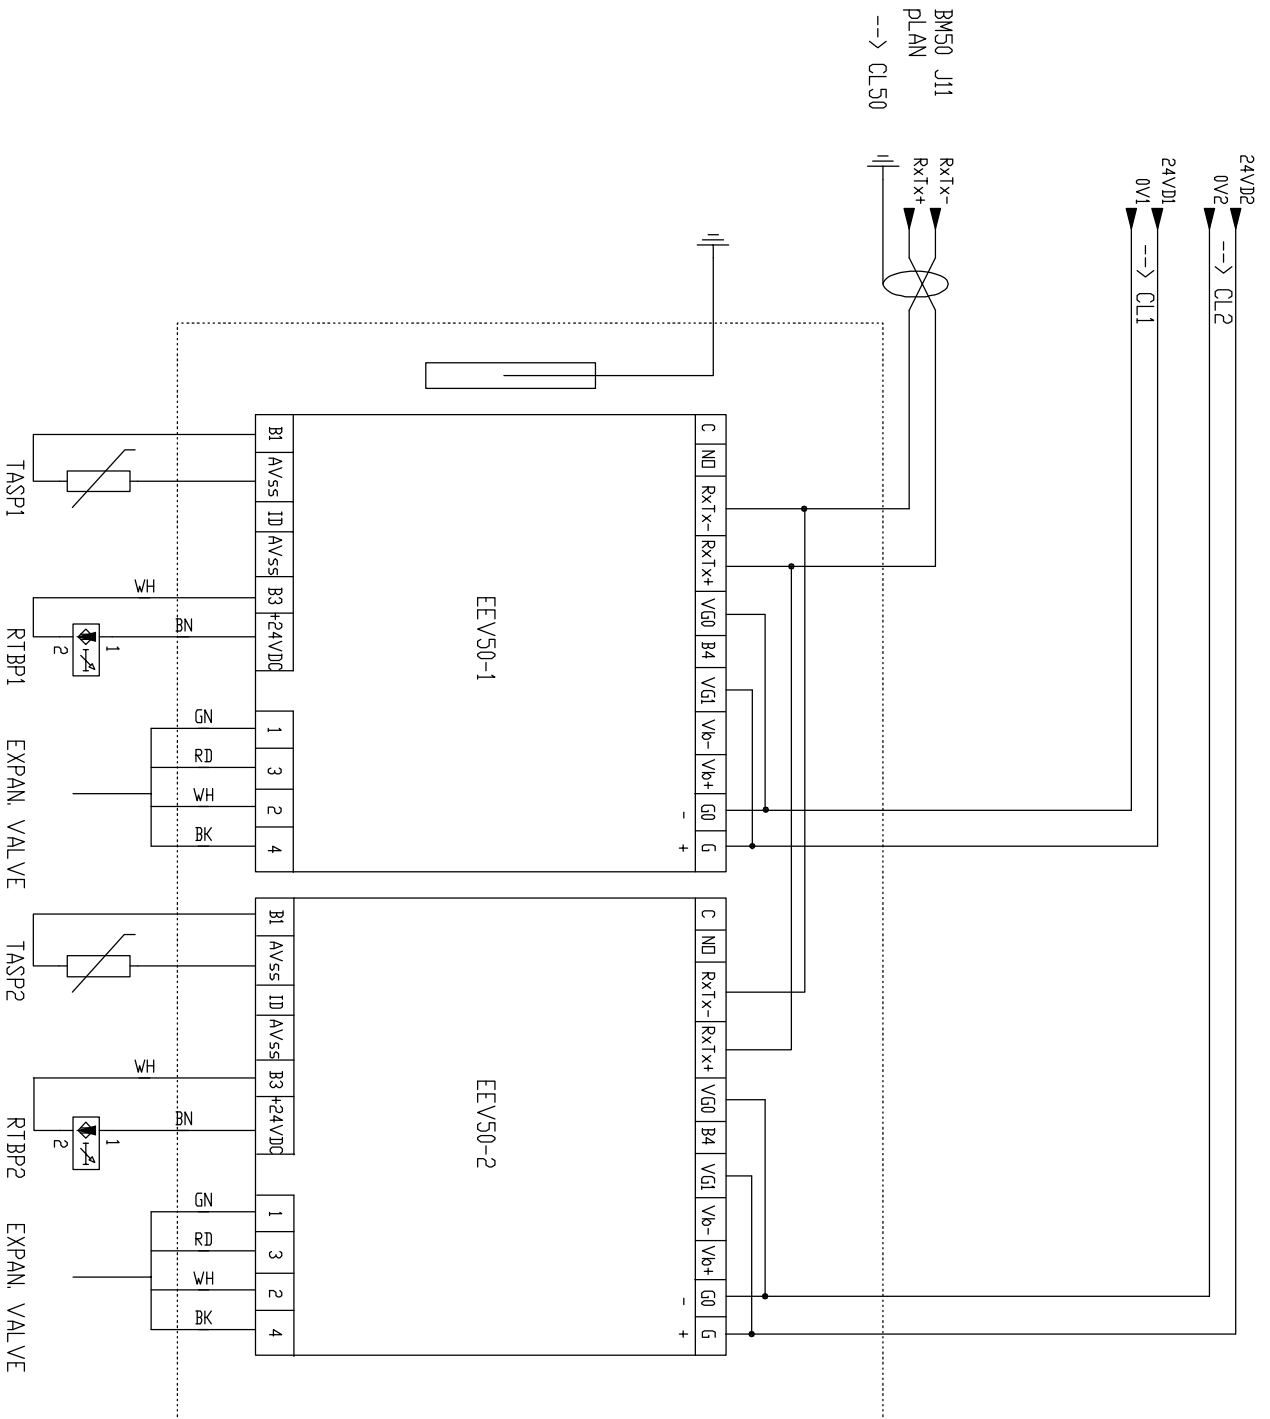 24VD2
0V2
--> CL2
24VD1
0V1
--> CL1
BM50 J11
pLAN
--> CL50
RxTx-
RxTx+
C
NO
RxTx-
RxTx+
VG0
B4
VG1
Vb-
Vb+
G0
G
-
+
EEV50-1
B1
AVss
ID
AVss
B3
+24VDC
1
3
2
4
WH
BN
GN
RD
WH
BK
1
2
TASP1
RTBP1
EXPAN. VALVE
C
NO
RxTx-
RxTx+
VG0
B4
VG1
Vb-
Vb+
G0
G
-
+
EEV50-2
B1
AVss
ID
AVss
B3
+24VDC
1
3
2
4
WH
BN
GN
RD
WH
BK
1
2
TASP2
RTBP2
EXPAN. VALVE